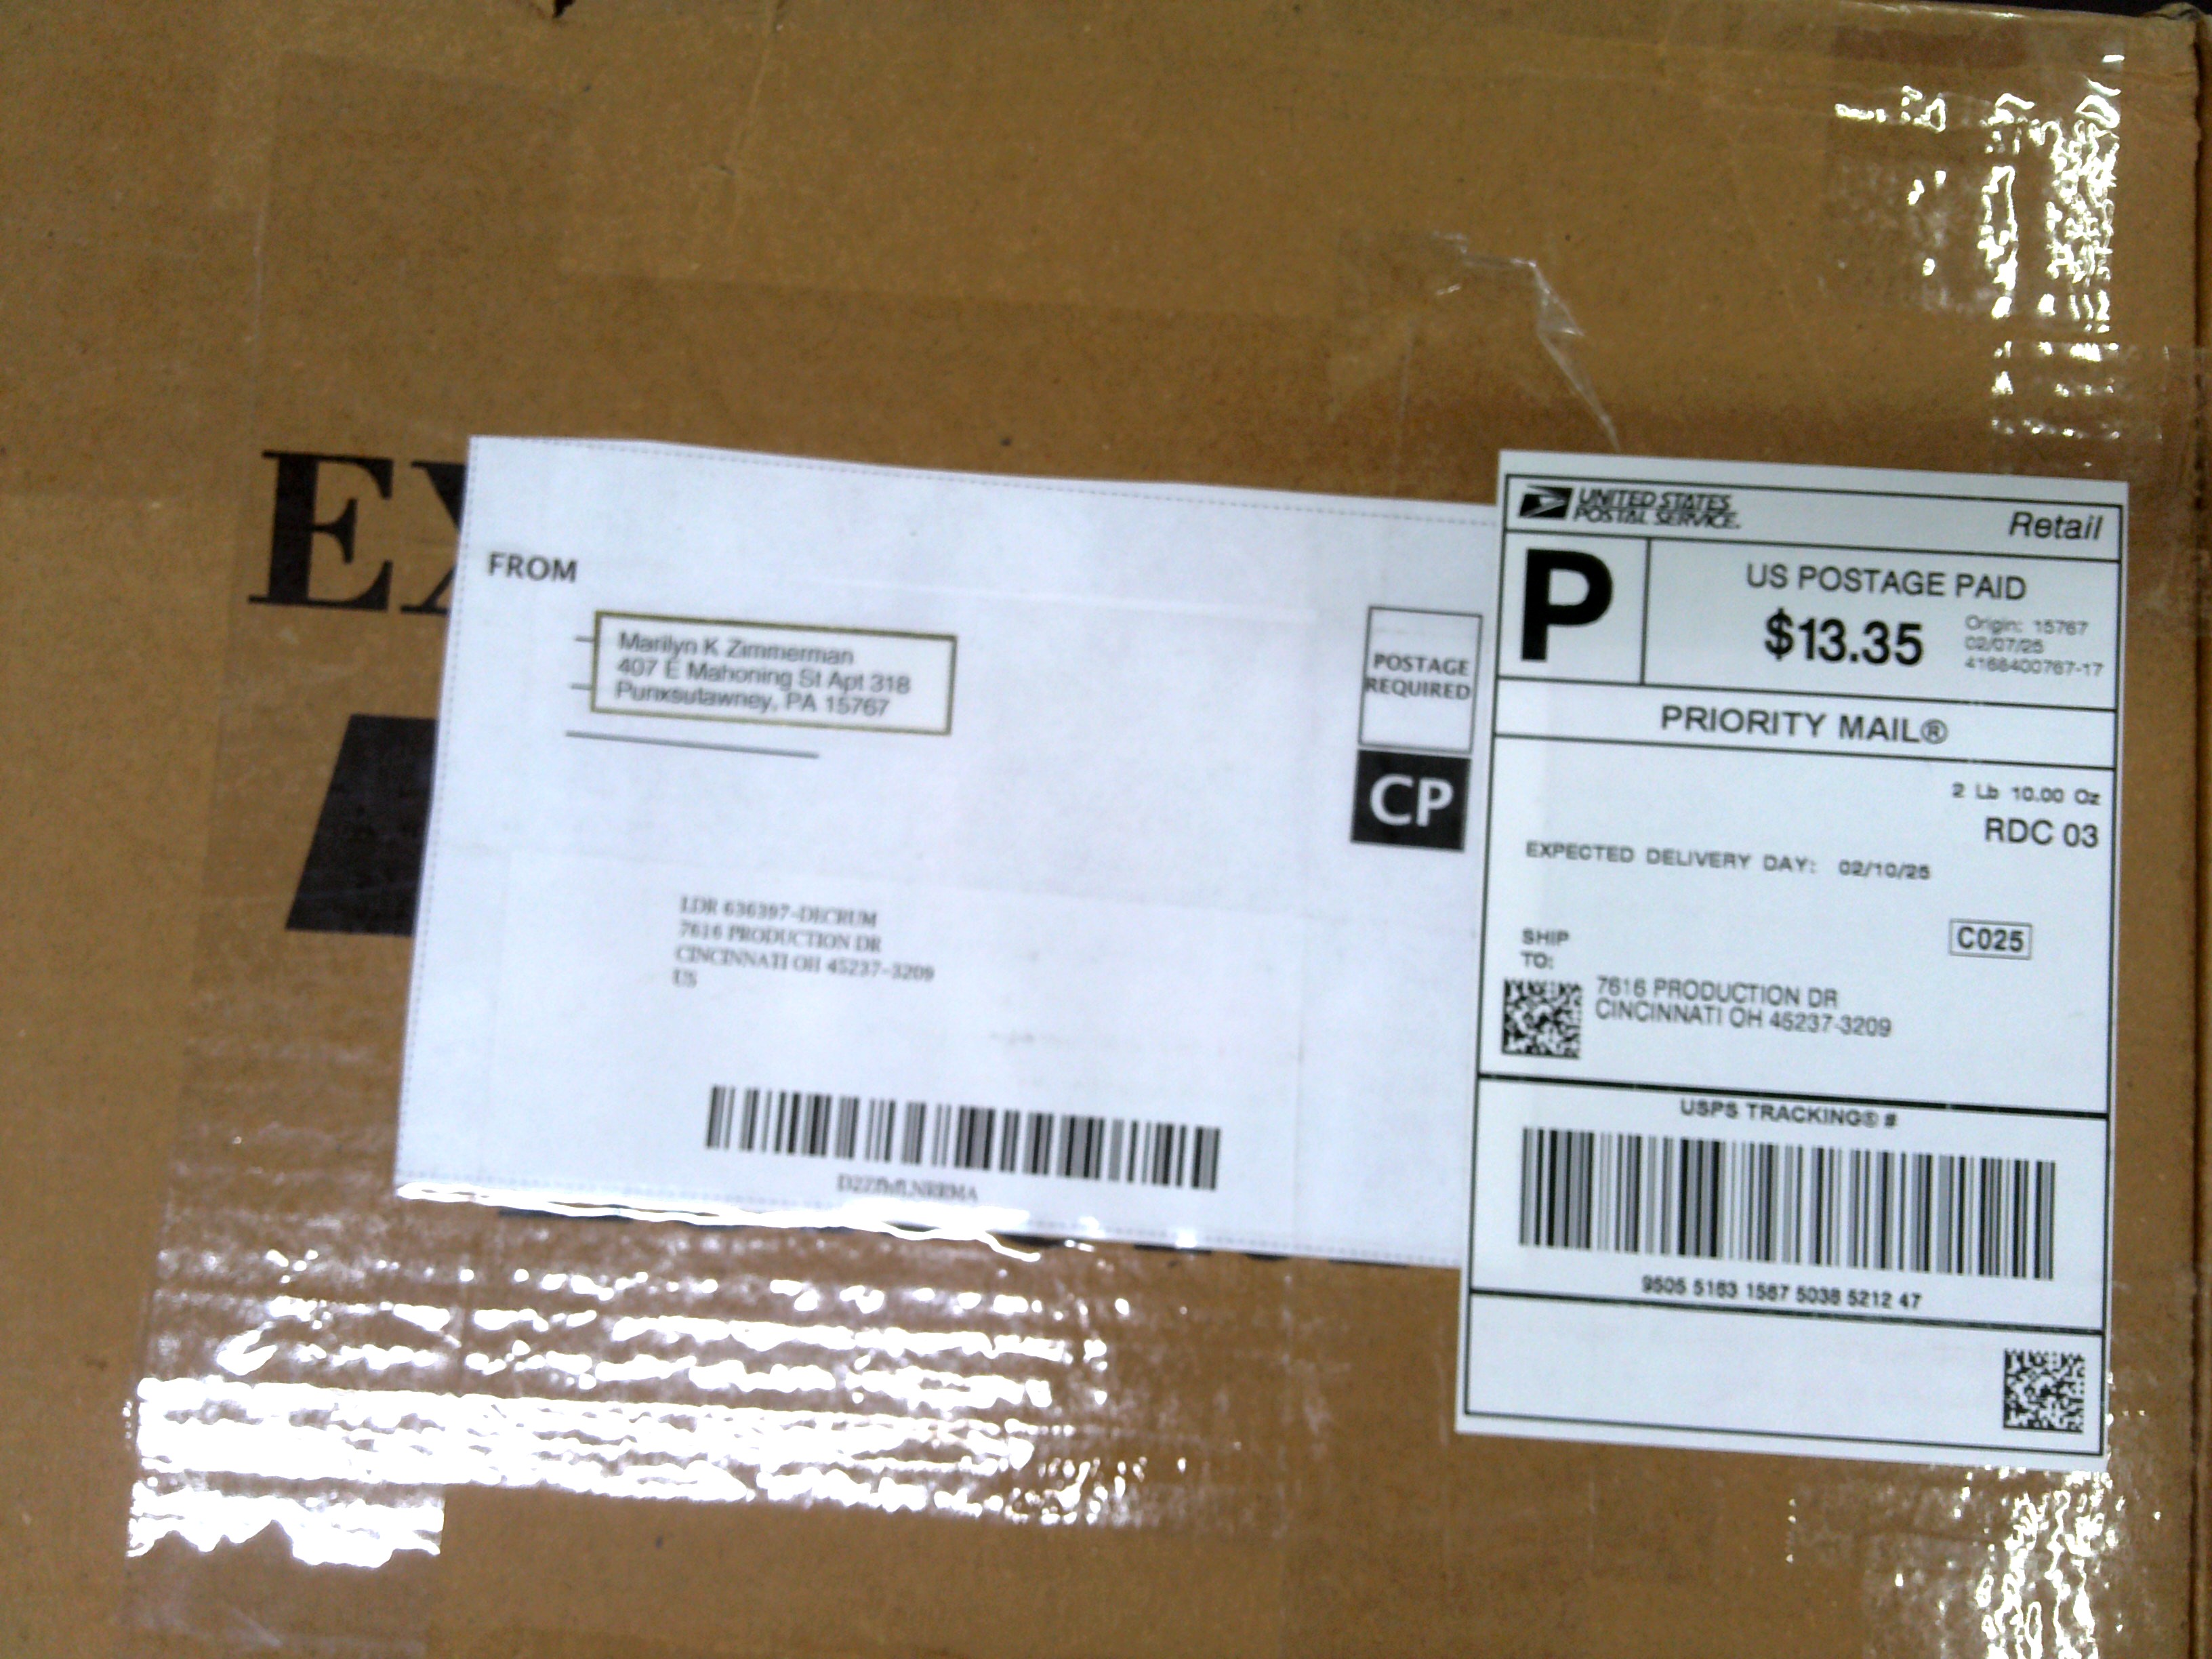 FROM
Marilyn K Zimmerman
407 E Mahoning St Apt 318
Punxsutawney, PA 15767
POSTAGE
REQUIRED
CP
LDR 636397-DECRUM
7616 PRODUCTION DR
CINCINNATI OH 45237-3209
US
UNITED STATES
POSTAL SERVICE.
Retail
P
US POSTAGE PAID
$13.35
Origin: 15767
02/07/25
4166400767-17
PRIORITY MAIL®
2 Lb 10.00 Oz
RDC 03
EXPECTED DELIVERY DAY: 02/10/25
C025
SHIP
TO:
7616 PRODUCTION DR
CINCINNATI OH 45237-3209
USPS TRACKING® #
9505 5163 1567 5038 5212 47